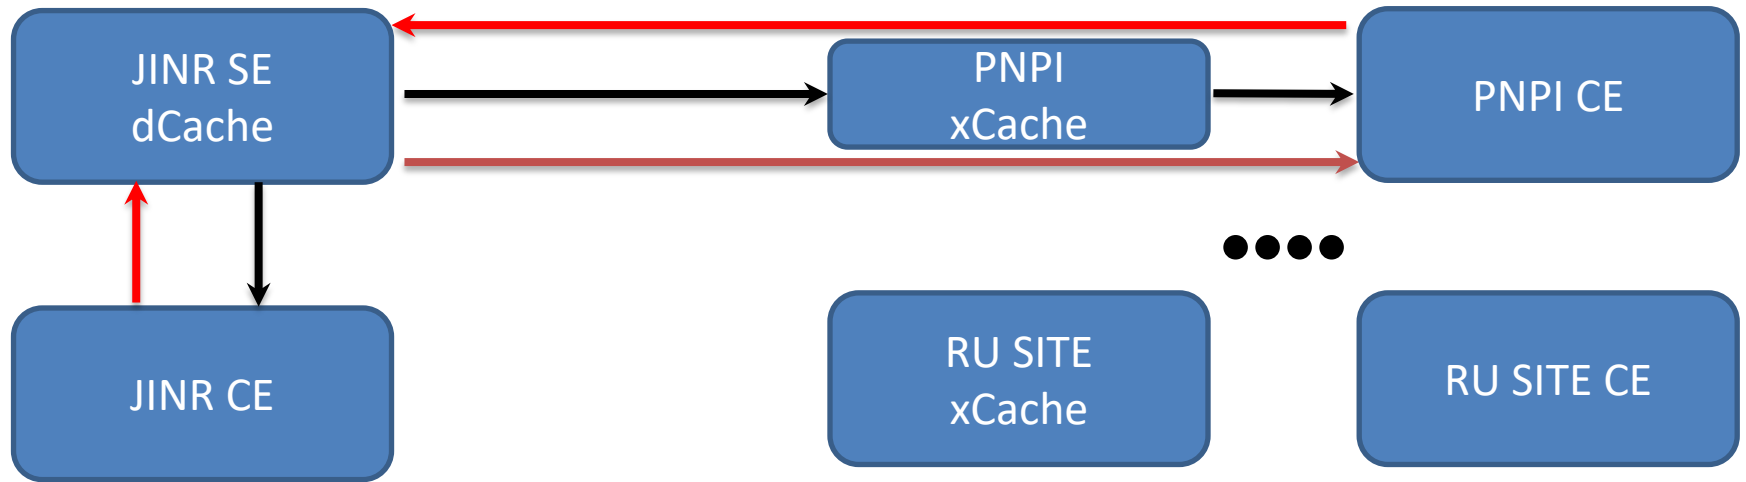 JINR SE
dCache
PNPI
xCache
PNPI CE
JINR CE
RU SITE
xCache
RU SITE CE